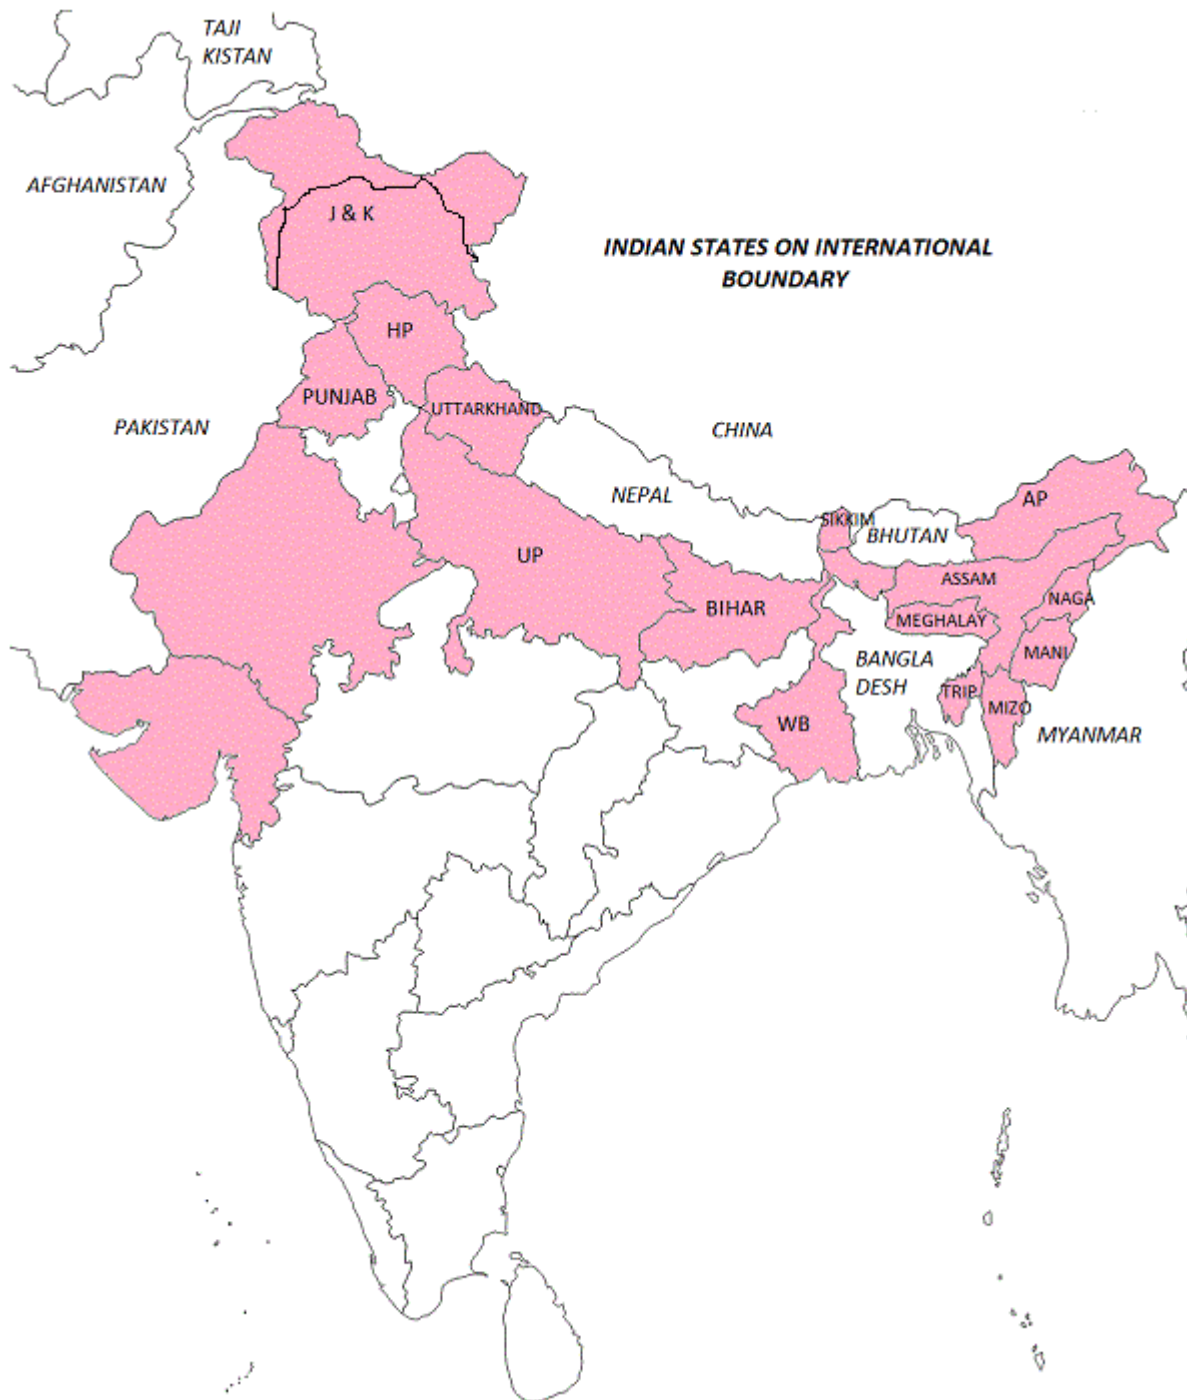 TAJI
KISTAN
AFGHANISTAN
J & K
INDIAN STATES ON INTERNATIONAL
BOUNDARY
HP
PUNJAB
UTTARKHAND
PAKISTAN
CHINA
NEPAL
AP
SIKKIM
BHUTAN
UP
ASSAM
BIHAR
NAGA
MEGHALAY
MANI
BANGLA
DESH
TRIP
MIZO
WB
MYANMAR